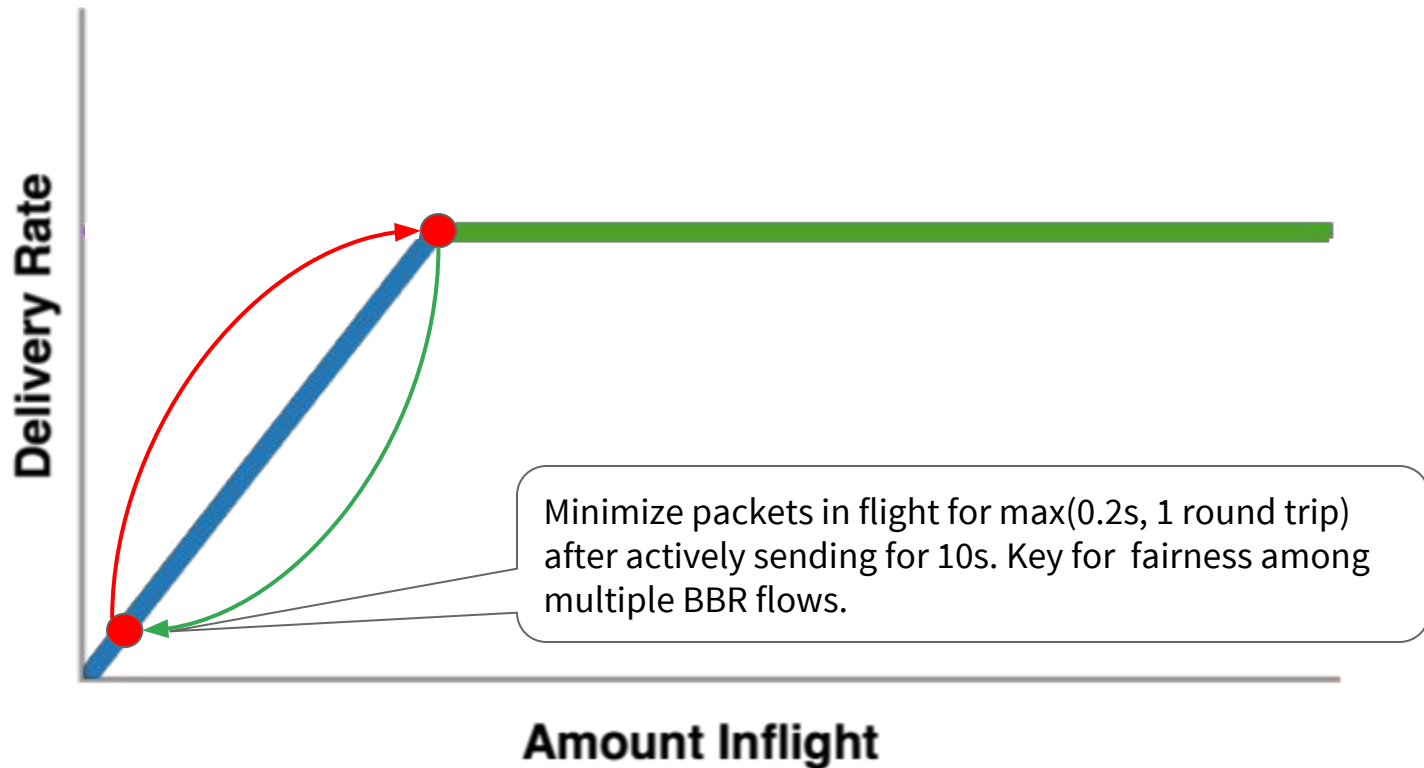 Delivery Rate
Minimize packets in flight for max(0.2s, 1 round trip)
after actively sending for 10s. Key for  fairness among
multiple BBR flows.
Amount Inflight